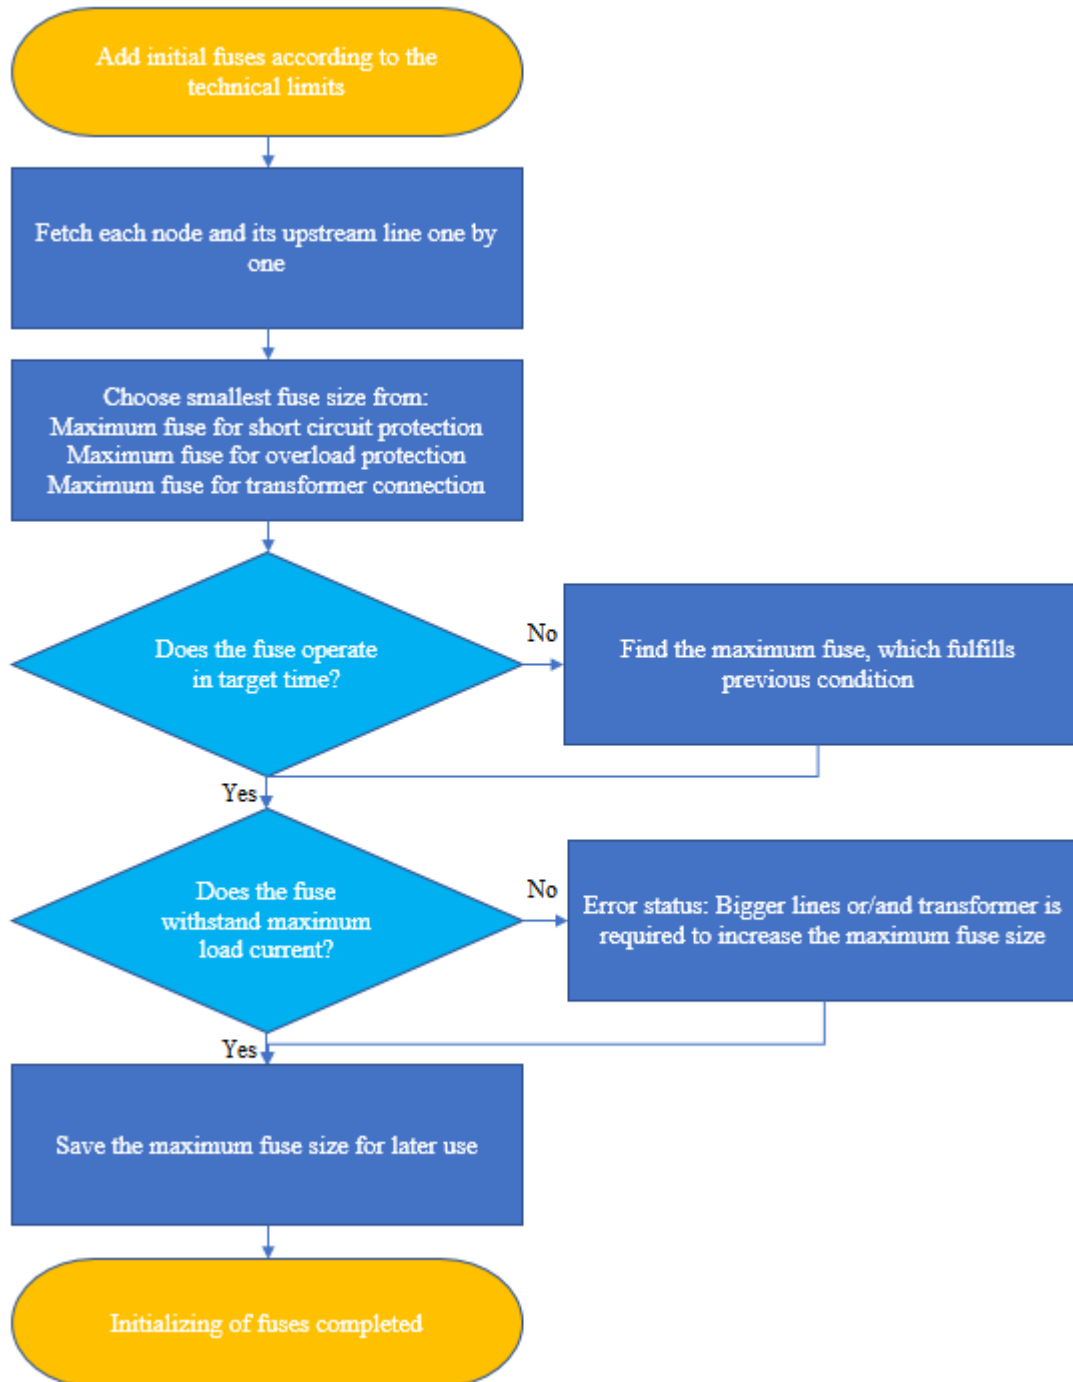 Add initial fuses according to the
technical limits
Fetch each node and its upstream line one by
one
Choose smallest fuse size from:
Maximum fuse for short circuit protection
Maximum fuse for overload protection
Maximum fuse for transformer connection
Does the fuse operate
in target time?
No
Find the maximum fuse, which fulfills
previous condition
Yes
Does the fuse
withstand maximum
load current?
No
Error status: Bigger lines or/and transformer is
required to increase the maximum fuse size
Yes
Save the maximum fuse size for later use
Initializing of fuses completed